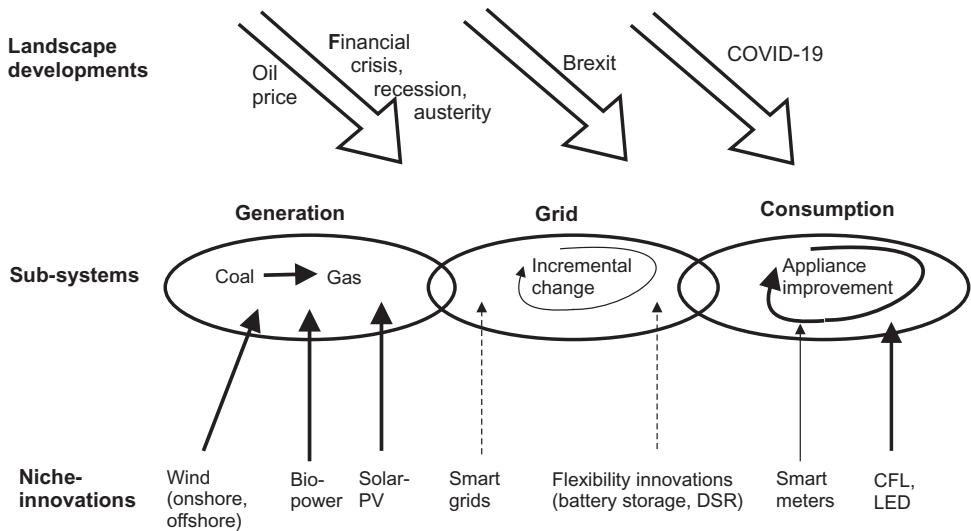 Landscape
developments
Oil
price
Financial
crisis,
recession,
austerity
Brexit
COVID-19
Generation
Grid
Consumption
Sub-systems
Coal
Gas
Incremental
change
Appliance
improvement
Niche-
innovations
Wind
(onshore,
offshore)
Bio-
power
Solar-
PV
Smart
grids
Flexibility innovations
(battery storage, DSR)
Smart
meters
CFL,
LED